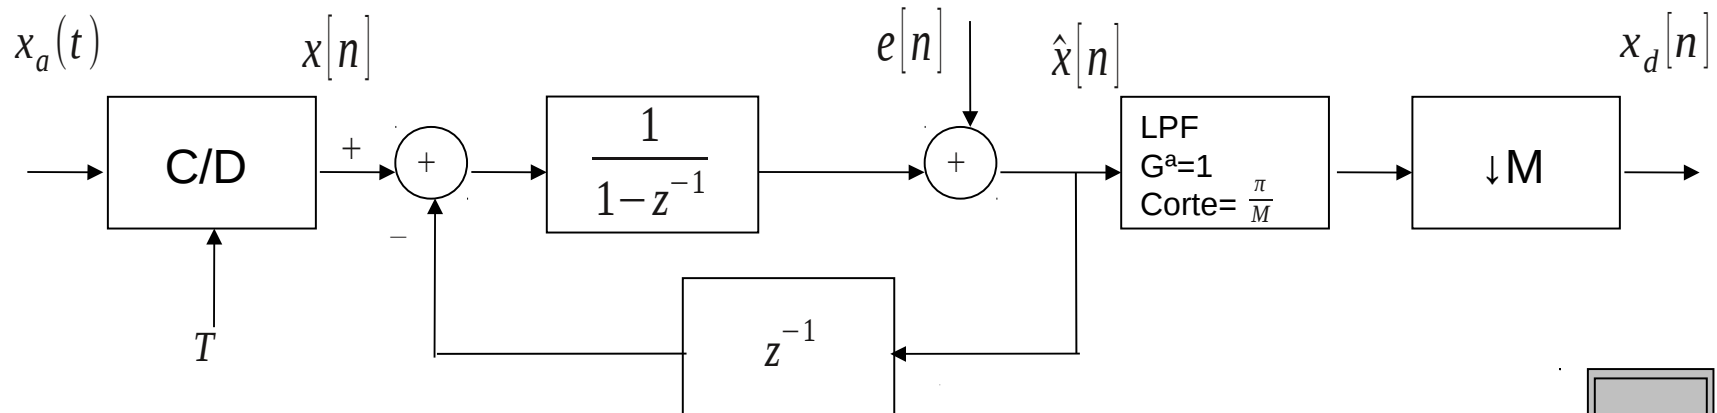 x_a(t)
x[n]
e[n]
x̂[n]
x_d[n]
C/D
+
+
1
1−z^−1
+
LPF
Gª=1
Corte= π/M
↓M
−
T
z^−1